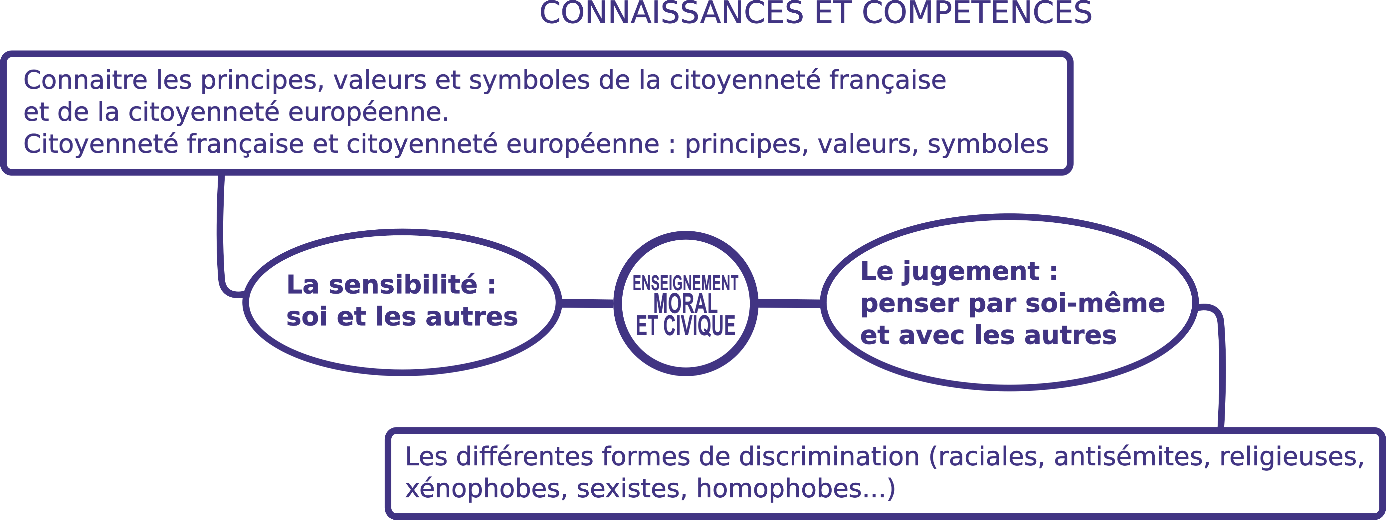 CONNAISSANCES ET COMPÉTENCES
Connaitre les principes, valeurs et symboles de la citoyenneté française
et de la citoyenneté européenne.
Citoyenneté française et citoyenneté européenne : principes, valeurs, symboles
La sensibilité :
soi et les autres
ENSEIGNEMENT
MORAL
ET CIVIQUE
Le jugement :
penser par soi-même
et avec les autres
Les différentes formes de discrimination (raciales, antisémites, religieuses,
xénophobes, sexistes, homophobes...)